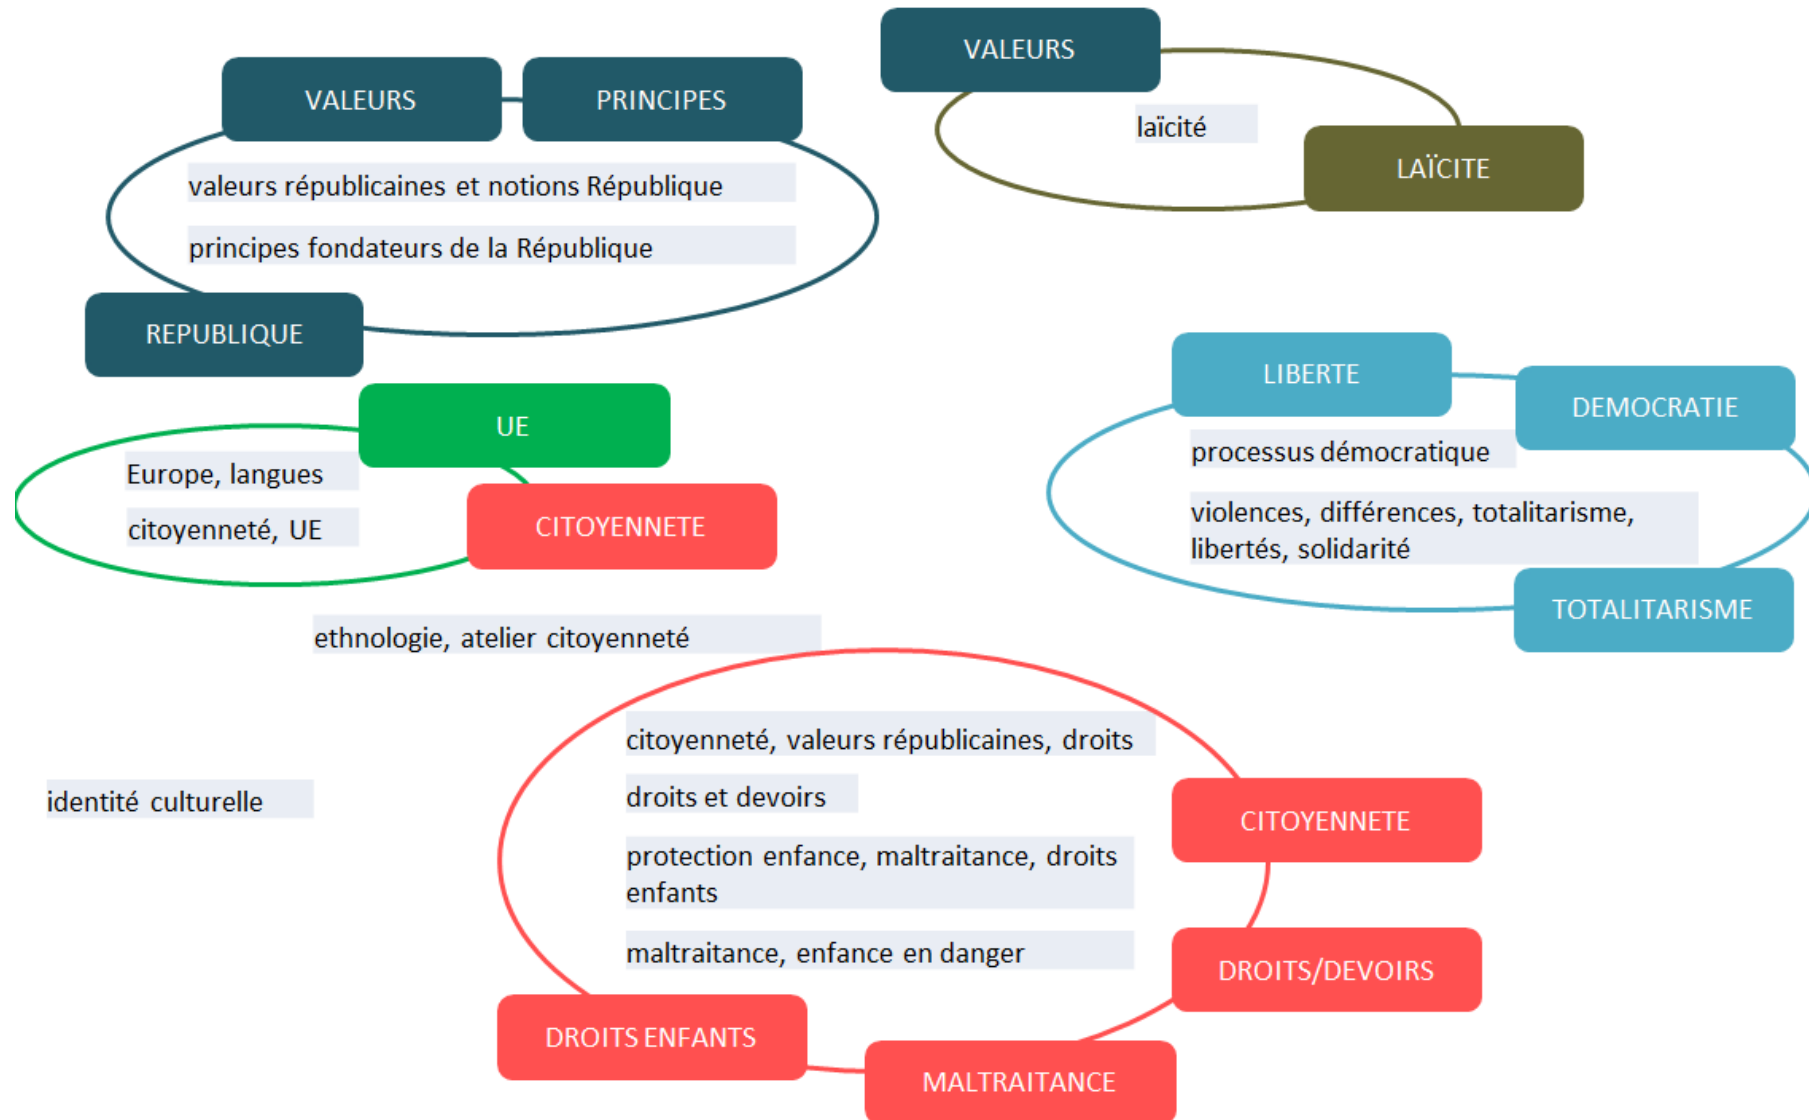 VALEURS
PRINCIPES
valeurs républicaines et notions République
principes fondateurs de la République
REPUBLIQUE
VALEURS
laïcité
LAÏCITE
UE
Europe, langues
citoyenneté, UE
CITOYENNETE
LIBERTE
DEMOCRATIE
processus démocratique
violences, différences, totalitarisme,
libertés, solidarité
TOTALITARISME
ethnologie, atelier citoyenneté
identité culturelle
citoyenneté, valeurs républicaines, droits
droits et devoirs
protection enfance, maltraitance, droits
enfants
maltraitance, enfance en danger
CITOYENNETE
DROITS/DEVOIRS
DROITS ENFANTS
MALTRAITANCE